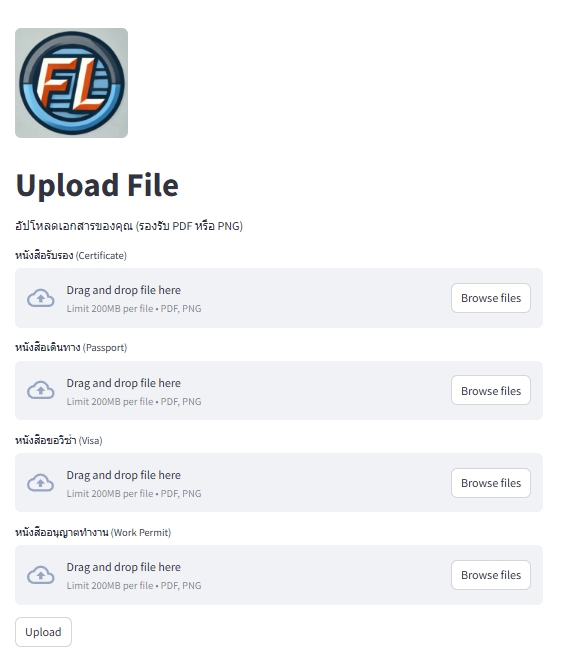 FL
Upload File
อัปโหลดเอกสารของคุณ (รองรับ PDF หรือ PNG)
หนังสือรับรอง (Certificate)
Drag and drop file here
Limit 200MB per file • PDF, PNG
Browse files
หนังสือเดินทาง (Passport)
Drag and drop file here
Limit 200MB per file • PDF, PNG
Browse files
หนังสือขอวีซ่า (Visa)
Drag and drop file here
Limit 200MB per file • PDF, PNG
Browse files
หนังสืออนุญาตทำงาน (Work Permit)
Drag and drop file here
Limit 200MB per file • PDF, PNG
Browse files
Upload